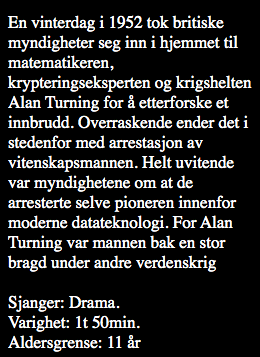 En vinterdag i 1952 tok britiske
myndigheter seg inn i hjemmet til
matematikeren,
krypteringseksperten og krigshelten
Alan Turning for å etterforske et
innbrudd. Overraskende ender det i
stedenfor med arrestasjon av
vitenskapsmannen. Helt uvitende
var myndighetene om at de
arresterte selve pioneren innenfor
moderne datateknologi. For Alan
Turning var mannen bak en stor
bragd under andre verdenskrig

Sjanger: Drama.
Varighet: 1t 50min.
Aldersgrense: 11 år